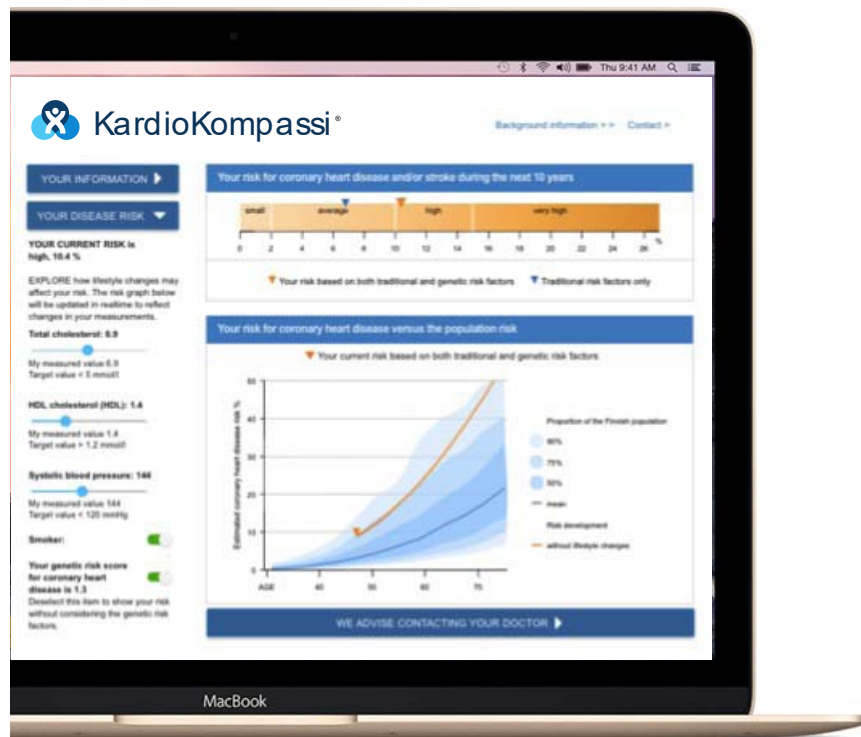 Thu 9:41 AM
KardioKompassi®
Background information > >
Contact >
YOUR INFORMATION
YOUR DISEASE RISK
YOUR CURRENT RISK is
high, 10.4 %
EXPLORE how lifestyle changes may
affect your risk. The risk graph below
will be updated in realtime to reflect
changes in your measurements.
Total cholesterol: 6.9
My measured value 6.9
Target value < 5 mmol/l
HDL cholesterol (HDL): 1.4
My measured value 1.4
Target value > 1.2 mmol/l
Systolic blood pressure: 144
My measured value 144
Target value < 120 mmHg
Smoker:
Your genetic risk score
for coronary heart
disease is 1.3
Deselect this item to show your risk
without considering the genetic risk
factors.
Your risk for coronary heart disease and/or stroke during the next 10 years
small average high very high
0 2 4 6 8 10 12 14 16 18 20 22 24 26 %
Your risk based on both traditional and genetic risk factors
Traditional risk factors only
Your risk for coronary heart disease versus the population risk
Your current risk based on both traditional and genetic risk factors
Estimated coronary heart disease risk %
50
40
30
20
10
0
AGE 40 50 60 70
Proportion of the Finnish population
90%
75%
50%
mean
Risk development
without lifestyle changes
WE ADVISE CONTACTING YOUR DOCTOR
MacBook